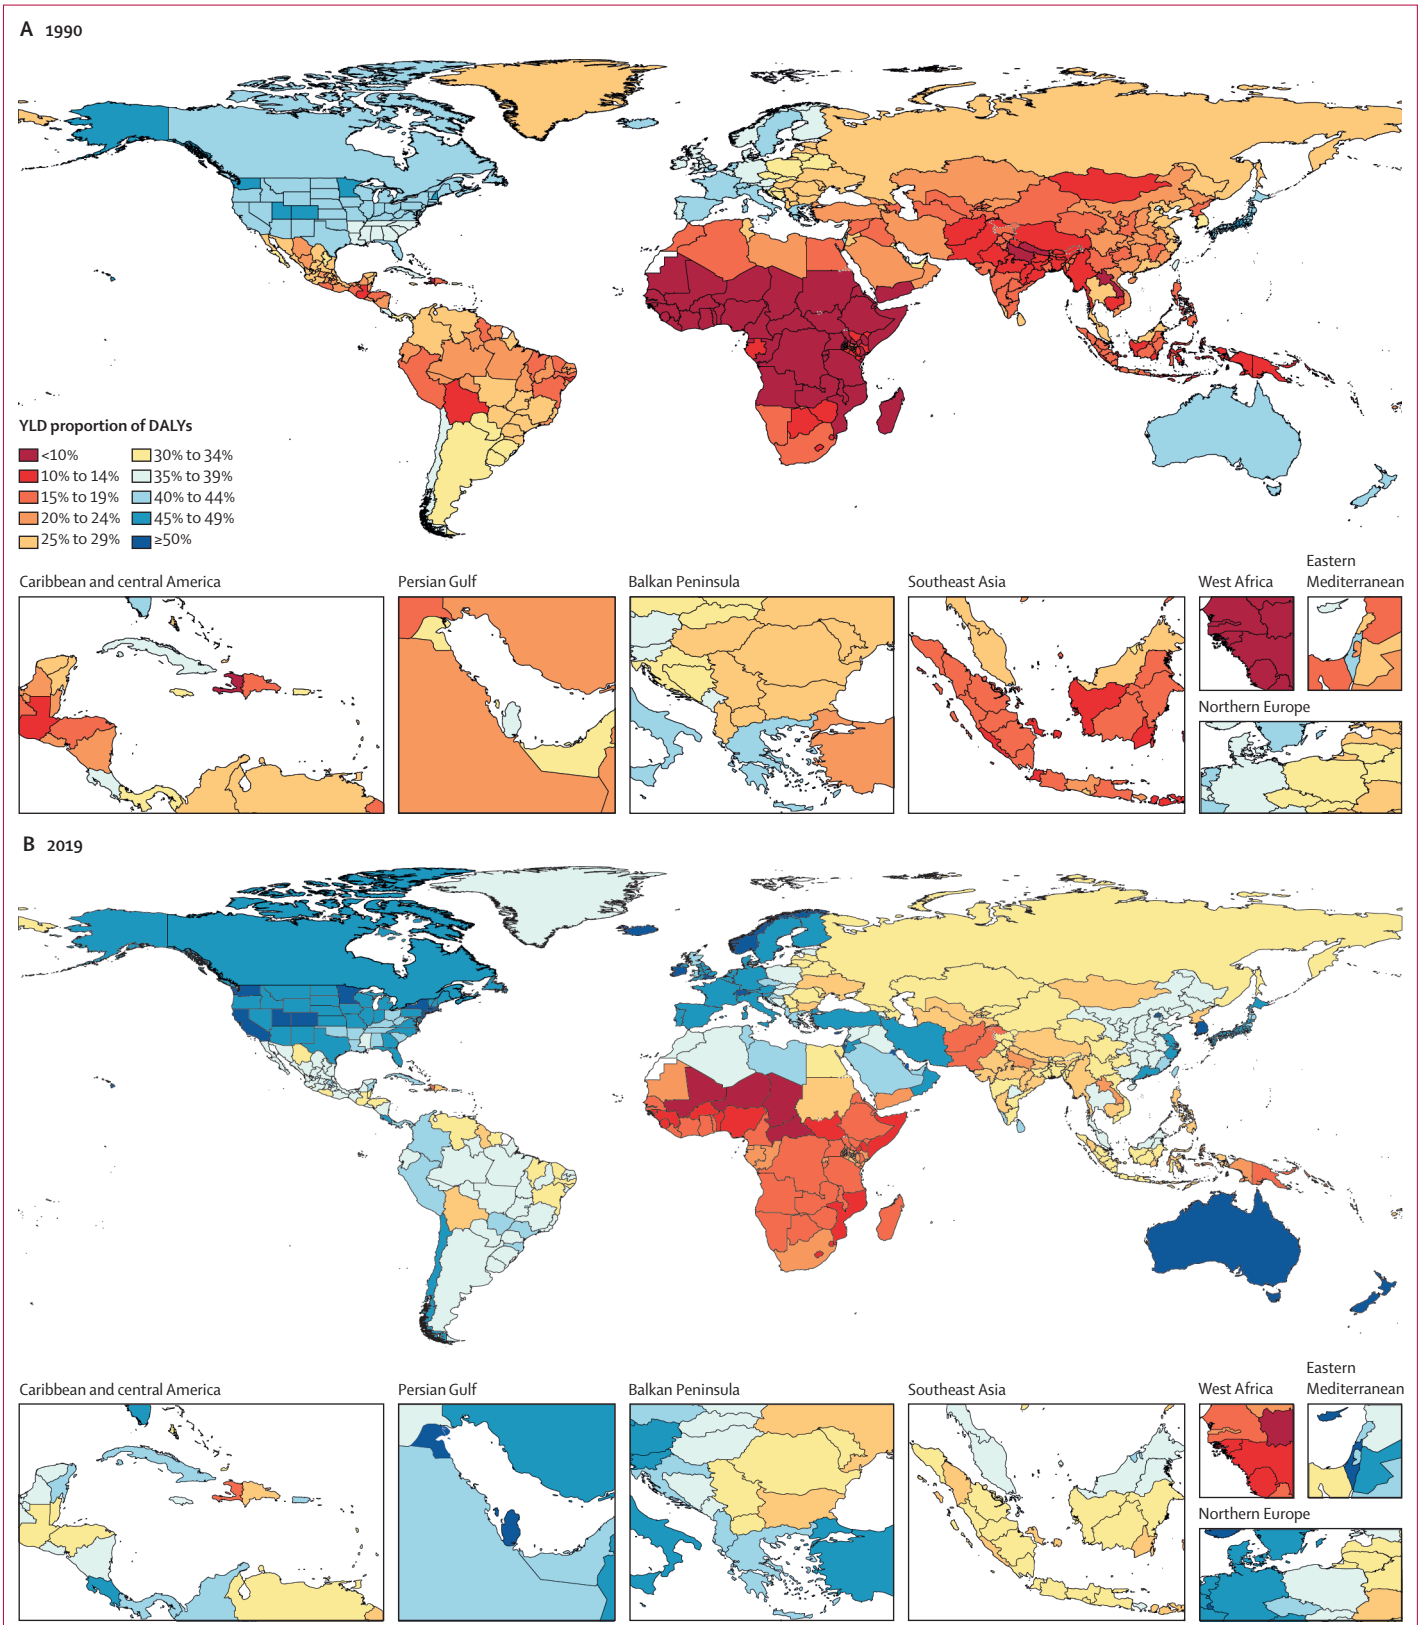 A 1990
YLD proportion of DALYs
<10%
10% to 14%
15% to 19%
20% to 24%
25% to 29%
30% to 34%
35% to 39%
40% to 44%
45% to 49%
≥50%
Caribbean and central America
Persian Gulf
Balkan Peninsula
Southeast Asia
West Africa
Eastern
Mediterranean
Northern Europe
B 2019
Caribbean and central America
Persian Gulf
Balkan Peninsula
Southeast Asia
West Africa
Eastern
Mediterranean
Northern Europe